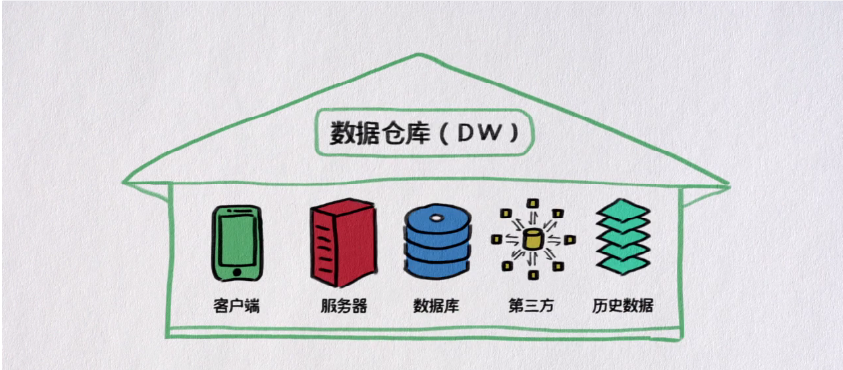 数据仓库（DW）
客户端
服务器
数据库
第三方
历史数据